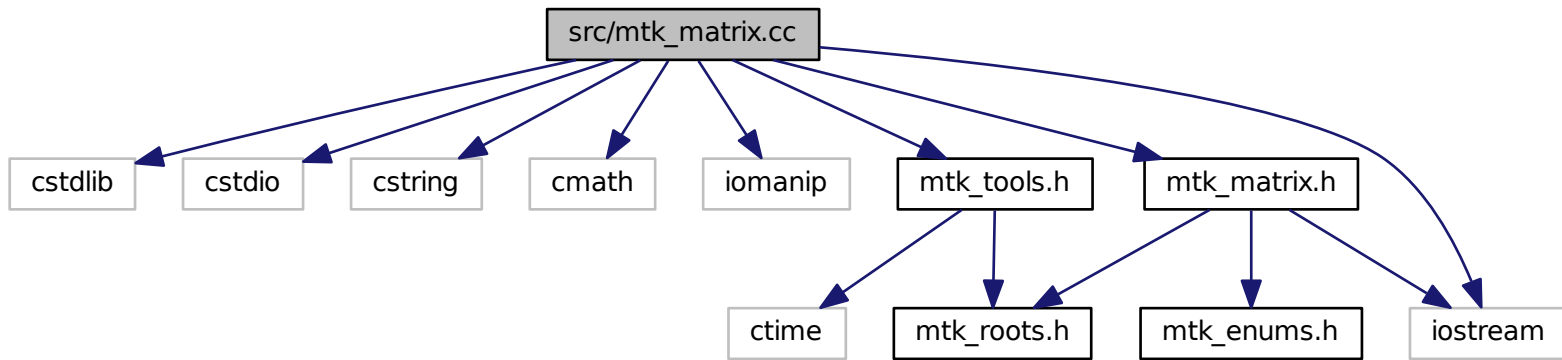 src/mtk_matrix.cc
cstdlib
cstdio
cstring
cmath
iomanip
mtk_tools.h
mtk_matrix.h
ctime
mtk_roots.h
mtk_enums.h
iostream